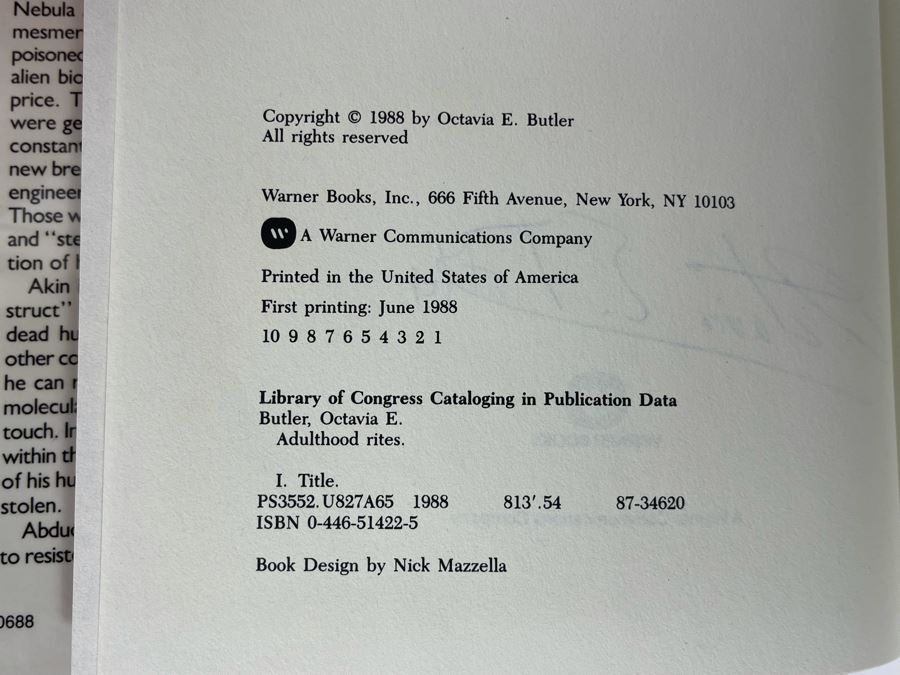 Nebula
mesmer
poisoned
alien bio
price. T
were ge
constant
new bre
engineer
Those w
and “ste
tion of h
Akin
struct”
dead hu
other co
he can r
molecula
touch. In
within th
of his hu
stolen.
Abduc
to resist
0688
Copyright © 1988 by Octavia E. Butler
All rights reserved
Warner Books, Inc., 666 Fifth Avenue, New York, NY 10103
W A Warner Communications Company
Printed in the United States of America
First printing: June 1988
10 9 8 7 6 5 4 3 2 1
Library of Congress Cataloging in Publication Data
Butler, Octavia E.
Adulthood rites.
I. Title.
PS3552.U827A65 1988 813′.54 87-34620
ISBN 0-446-51422-5
Book Design by Nick Mazzella